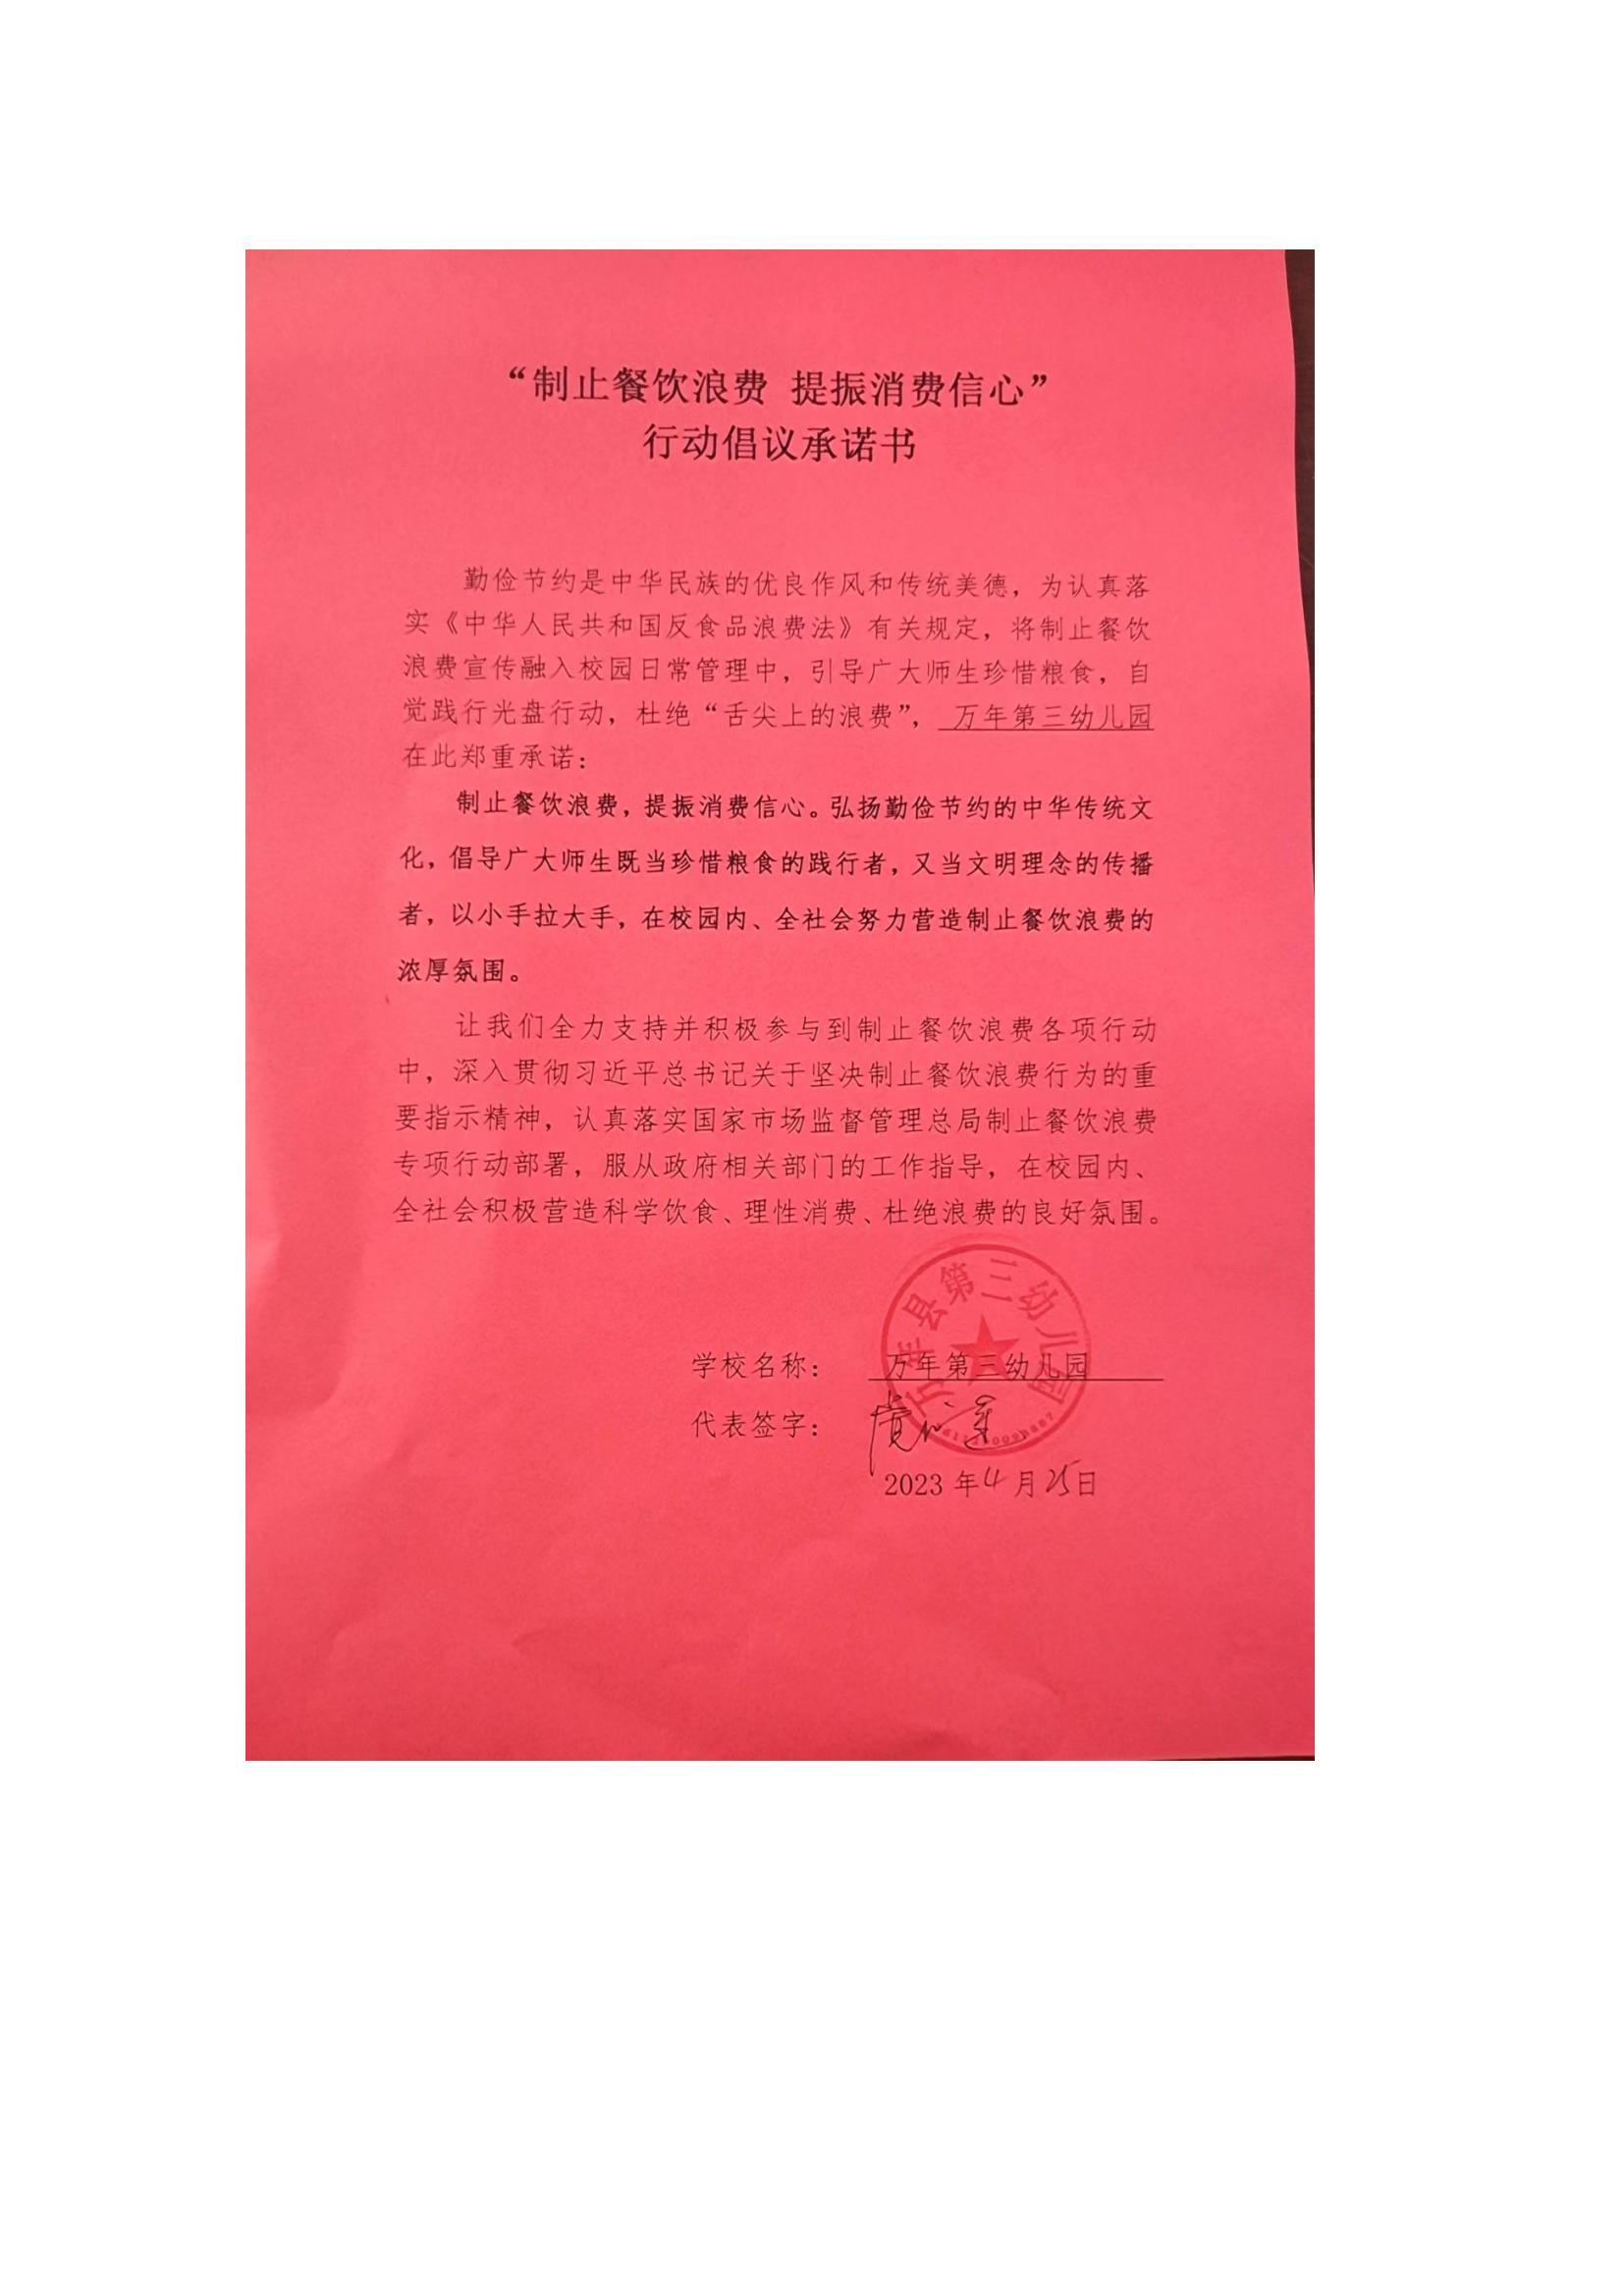 “制止餐饮浪费 提振消费信心”
行动倡议承诺书
勤俭节约是中华民族的优良作风和传统美德，为认真落
实《中华人民共和国反食品浪费法》有关规定，将制止餐饮
浪费宣传融入校园日常管理中，引导广大师生珍惜粮食，自
觉践行光盘行动，杜绝“舌尖上的浪费”，万年第三幼儿园
在此郑重承诺：
制止餐饮浪费，提振消费信心。弘扬勤俭节约的中华传统文
化，倡导广大师生既当珍惜粮食的践行者，又当文明理念的传播
者，以小手拉大手，在校园内、全社会努力营造制止餐饮浪费的
浓厚氛围。
让我们全力支持并积极参与到制止餐饮浪费各项行动
中，深入贯彻习近平总书记关于坚决制止餐饮浪费行为的重
要指示精神，认真落实国家市场监督管理总局制止餐饮浪费
专项行动部署，服从政府相关部门的工作指导，在校园内、
全社会积极营造科学饮食、理性消费、杜绝浪费的良好氛围。
万年县第三幼儿园
学校名称： 万年第三幼儿园
代表签字：
2023 年 4 月 25 日